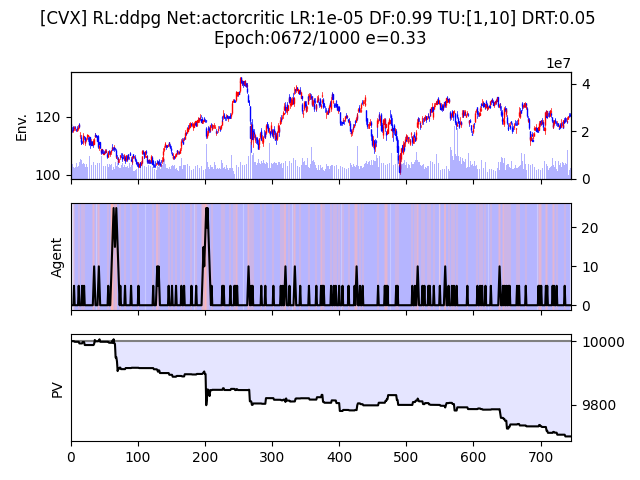 [CVX] RL:ddpg Net:actorcritic LR:1e-05 DF:0.99 TU:[1,10] DRT:0.05
Epoch:0672/1000 e=0.33
1e7
Env.
120
100
4
2
0
Agent
20
10
0
PV
10000
9800
0 100 200 300 400 500 600 700